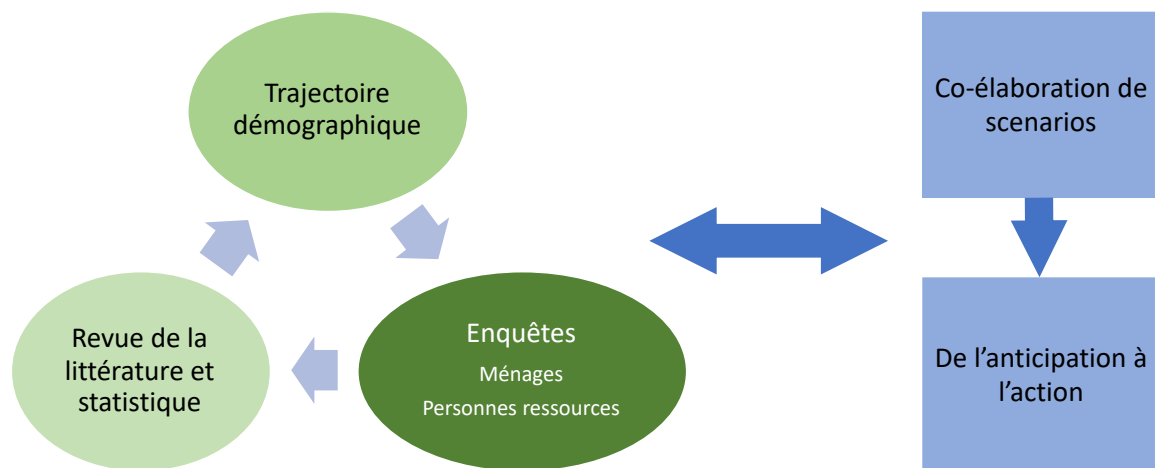 Trajectoire
démographique
Co-élaboration de
scenarios
Revue de la
littérature et
statistique
Enquêtes
Ménages
Personnes ressources
De l’anticipation à
l’action